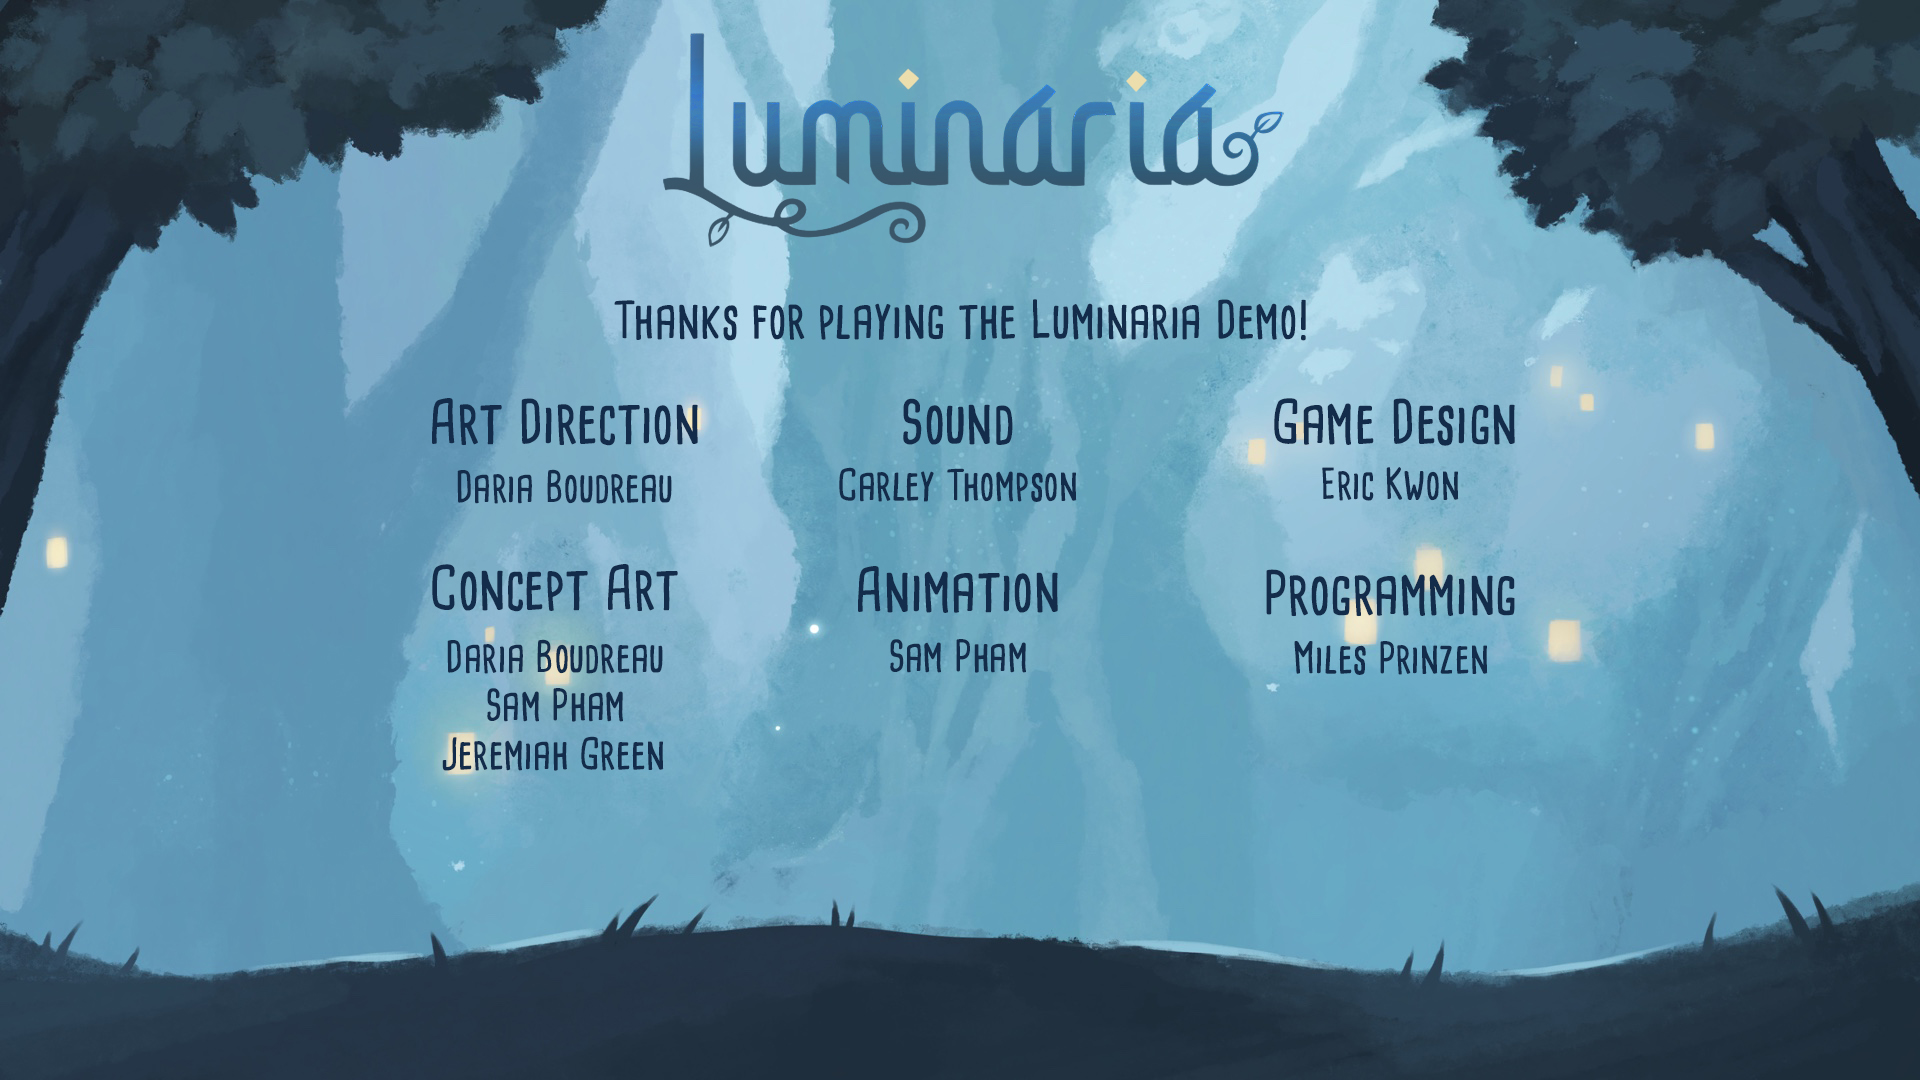 Luminaria
Thanks for playing the Luminaria Demo!
Art Direction
Daria Boudreau
Sound
Carley Thompson
Game Design
Eric Kwon
Concept Art
Daria Boudreau
Sam Pham
Jeremiah Green
Animation
Sam Pham
Programming
Miles Prinzen